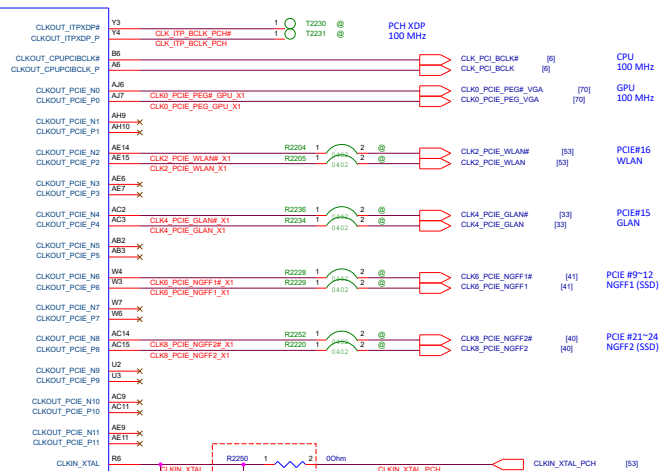 CLKOUT_ITPXDP# Y3 1 T2230 @ PCH XDP
CLKOUT_ITPXDP_P Y4 CLK_ITP_BCLK_PCH# 1 T2231 @ 100 MHz
CLK_ITP_BCLK_PCH
CLKOUT_CPUPCIBCLK# B6 CLK_PCI_BCLK# [6] CPU
CLKOUT_CPUPCIBCLK_P A6 CLK_PCI_BCLK [6] 100 MHz
CLKOUT_PCIE_N0 AJ6 CLK0_PCIE_PEG#_VGA [70] GPU
CLKOUT_PCIE_P0 AJ7 CLK0_PCIE_PEG#_GPU_X1 CLK0_PCIE_PEG_VGA [70] 100 MHz
CLK0_PCIE_PEG_GPU_X1
CLKOUT_PCIE_N1 AH9
CLKOUT_PCIE_P1 AH10
CLKOUT_PCIE_N2 AE14 R2204 1 2 @ CLK2_PCIE_WLAN# [53] PCIE#16
CLKOUT_PCIE_P2 AE15 CLK2_PCIE_WLAN#_X1 R2205 1 0402 2 @ CLK2_PCIE_WLAN [53] WLAN
CLK2_PCIE_WLAN_X1 0402
CLKOUT_PCIE_N3 AE6
CLKOUT_PCIE_P3 AE7
CLKOUT_PCIE_N4 AC2 R2236 1 2 @ CLK4_PCIE_GLAN# [33] PCIE#15
CLKOUT_PCIE_P4 AC3 CLK4_PCIE_GLAN#_X1 R2234 1 0402 2 @ CLK4_PCIE_GLAN [33] GLAN
CLK4_PCIE_GLAN_X1 0402
CLKOUT_PCIE_N5 AB2
CLKOUT_PCIE_P5 AB3
CLKOUT_PCIE_N6 W4 R2228 1 2 @ CLK6_PCIE_NGFF1# [41] PCIE #9~12
CLKOUT_PCIE_P6 W3 CLK6_PCIE_NGFF1#_X1 R2229 1 0402 2 @ CLK6_PCIE_NGFF1 [41] NGFF1 (SSD)
CLK6_PCIE_NGFF1_X1 0402
CLKOUT_PCIE_N7 W7
CLKOUT_PCIE_P7 W6
CLKOUT_PCIE_N8 AC14 R2252 1 2 @ CLK8_PCIE_NGFF2# [40] PCIE #21~24
CLKOUT_PCIE_P8 AC15 CLK8_PCIE_NGFF2#_X1 R2220 1 0402 2 @ CLK8_PCIE_NGFF2 [40] NGFF2 (SSD)
CLK8_PCIE_NGFF2_X1 0402
CLKOUT_PCIE_N9 U2
CLKOUT_PCIE_P9 U3
CLKOUT_PCIE_N10 AC9
CLKOUT_PCIE_P10 AC11
CLKOUT_PCIE_N11 AE9
CLKOUT_PCIE_P11 AE11
CLKIN_XTAL R6 R2250 1 2 0Ohm CLKIN_XTAL_PCH [53]
CLKIN_XTAL CLKIN_XTAL_PCH